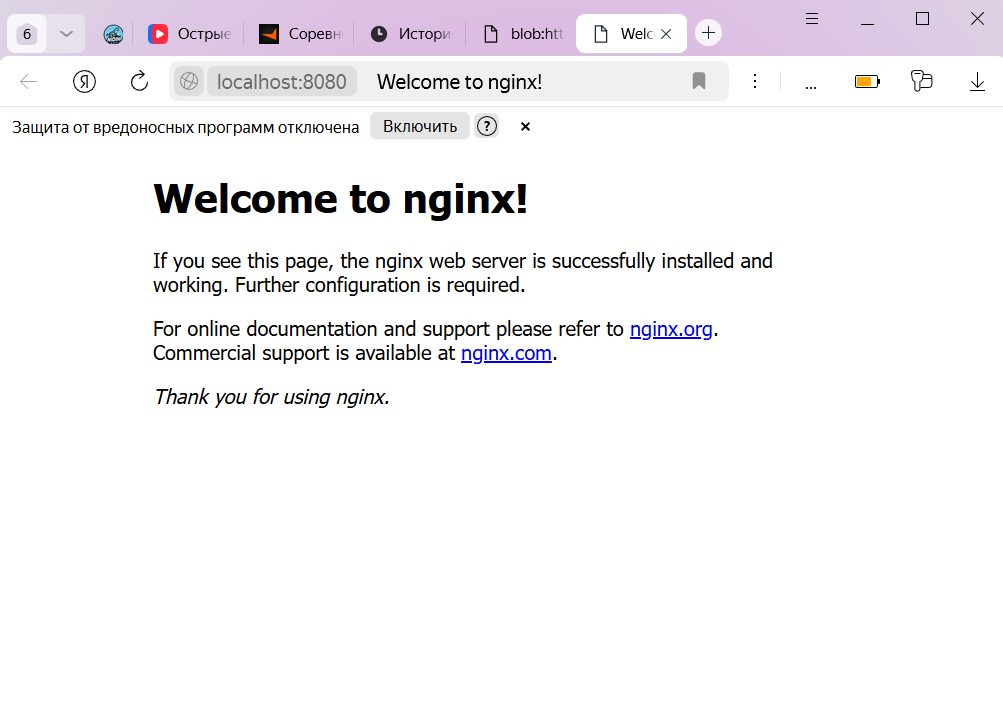 6
Острые
Соревн
Истори
blob:htt
Welc
Я
localhost:8080
Welcome to nginx!
...
Защита от вредоносных программ отключена
Включить
?
Welcome to nginx!
If you see this page, the nginx web server is successfully installed and
working. Further configuration is required.
For online documentation and support please refer to nginx.org.
Commercial support is available at nginx.com.
Thank you for using nginx.